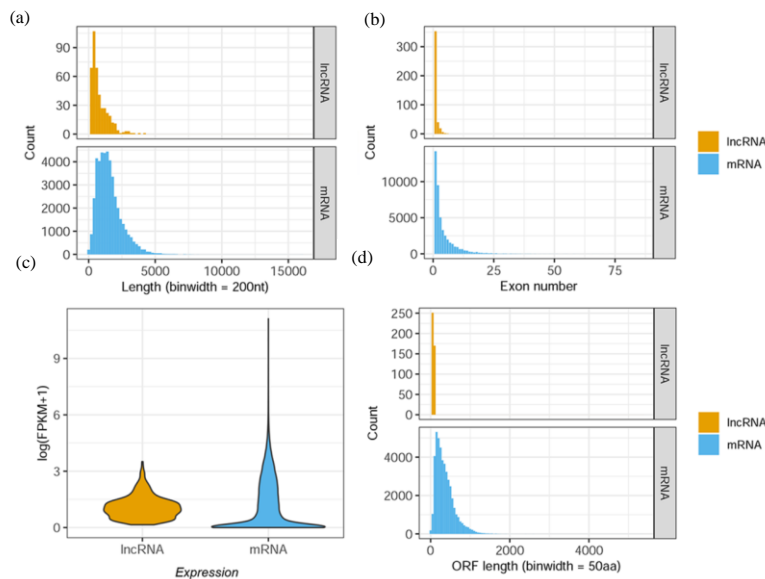 (a)
90
60
30
0
lncRNA
Count
4000
3000
2000
1000
0
mRNA
0 5000 10000 15000
Length (binwidth = 200nt)
(b)
300
200
100
0
lncRNA
Count
10000
5000
0
mRNA
0 25 50 75
Exon number
lncRNA
mRNA
(c)
9
6
3
0
log(FPKM+1)
lncRNA mRNA
Expression
(d)
250
200
150
100
50
0
lncRNA
Count
4000
2000
0
mRNA
0 2000 4000
ORF length (binwidth = 50aa)
lncRNA
mRNA